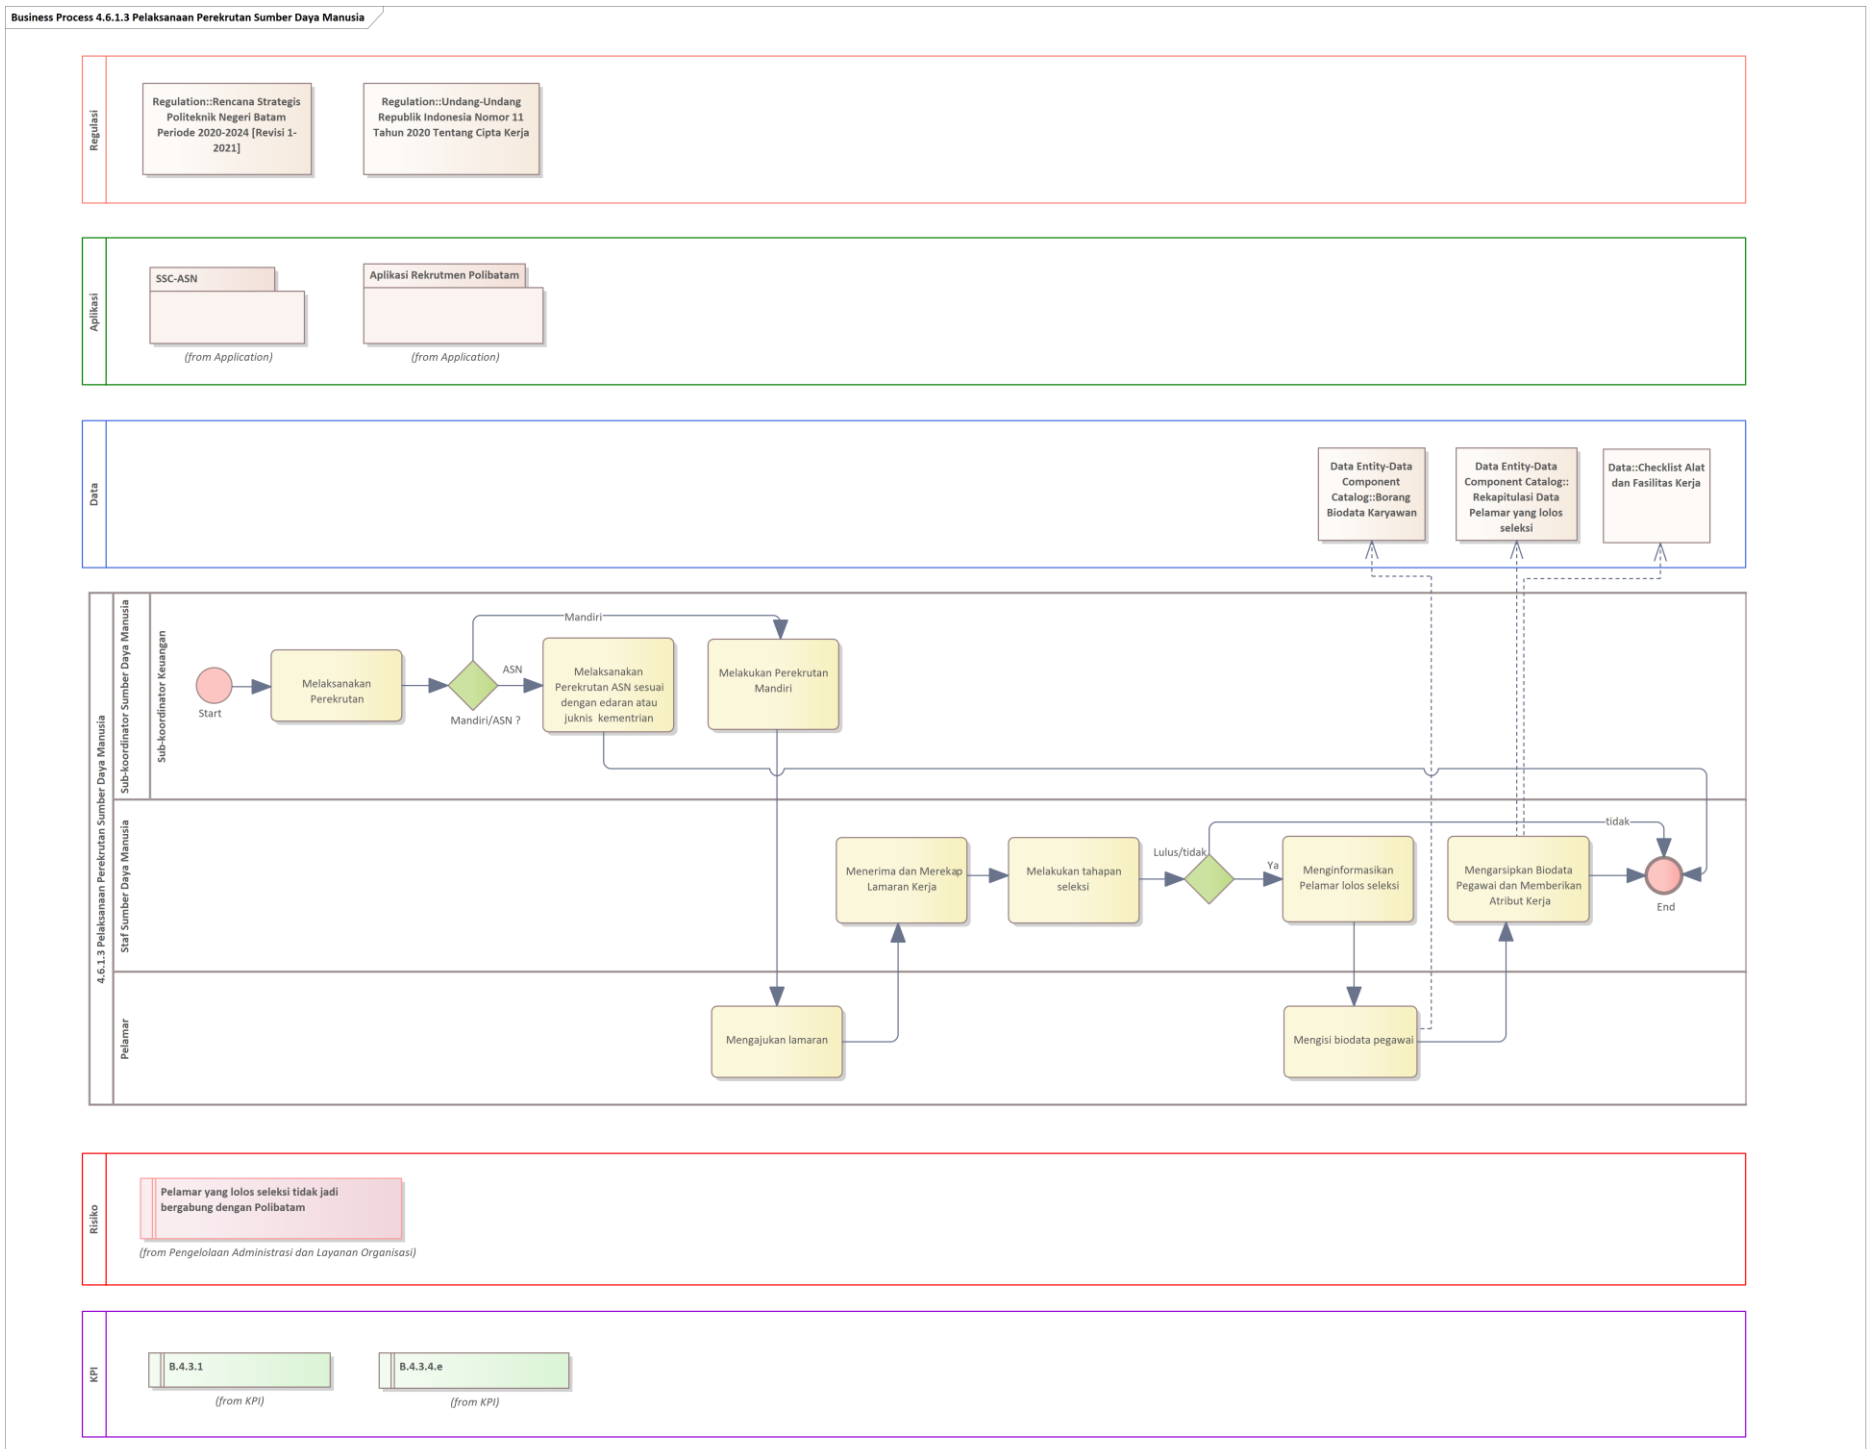 Business Process 4.6.1.3 Pelaksanaan Perekrutan Sumber Daya Manusia
Regulasi
Regulation::Rencana Strategis
Politeknik Negeri Batam
Periode 2020-2024 [Revisi 1-
2021]
Regulation::Undang-Undang
Republik Indonesia Nomor 11
Tahun 2020 Tentang Cipta Kerja
Aplikasi
SSC-ASN
(from Application)
Aplikasi Rekrutmen Polibatam
(from Application)
Data
Data Entity-Data
Component
Catalog::Borang
Biodata Karyawan
Data Entity-Data
Component Catalog::
Rekapitulasi Data
Pelamar yang lolos
seleksi
Data::Checklist Alat
dan Fasilitas Kerja
4.6.1.3 Pelaksanaan Perekrutan Sumber Daya Manusia
Sub-koordinator Sumber Daya Manusia
Sub-koordinator Keuangan
Start
Melaksanakan
Perekrutan
Mandiri
ASN
Mandiri/ASN ?
Melaksanakan
Perekrutan ASN sesuai
dengan edaran atau
juknis  kementrian
Melakukan Perekrutan
Mandiri
Staf Sumber Daya Manusia
Menerima dan Merekap
Lamaran Kerja
Melakukan tahapan
seleksi
Lulus/tidak
Ya
tidak
Menginformasikan
Pelamar lolos seleksi
Mengarsipkan Biodata
Pegawai dan Memberikan
Atribut Kerja
End
Pelamar
Mengajukan lamaran
Mengisi biodata pegawai
Risiko
Pelamar yang lolos seleksi tidak jadi
bergabung dengan Polibatam
(from Pengelolaan Administrasi dan Layanan Organisasi)
KPI
B.4.3.1
(from KPI)
B.4.3.4.e
(from KPI)